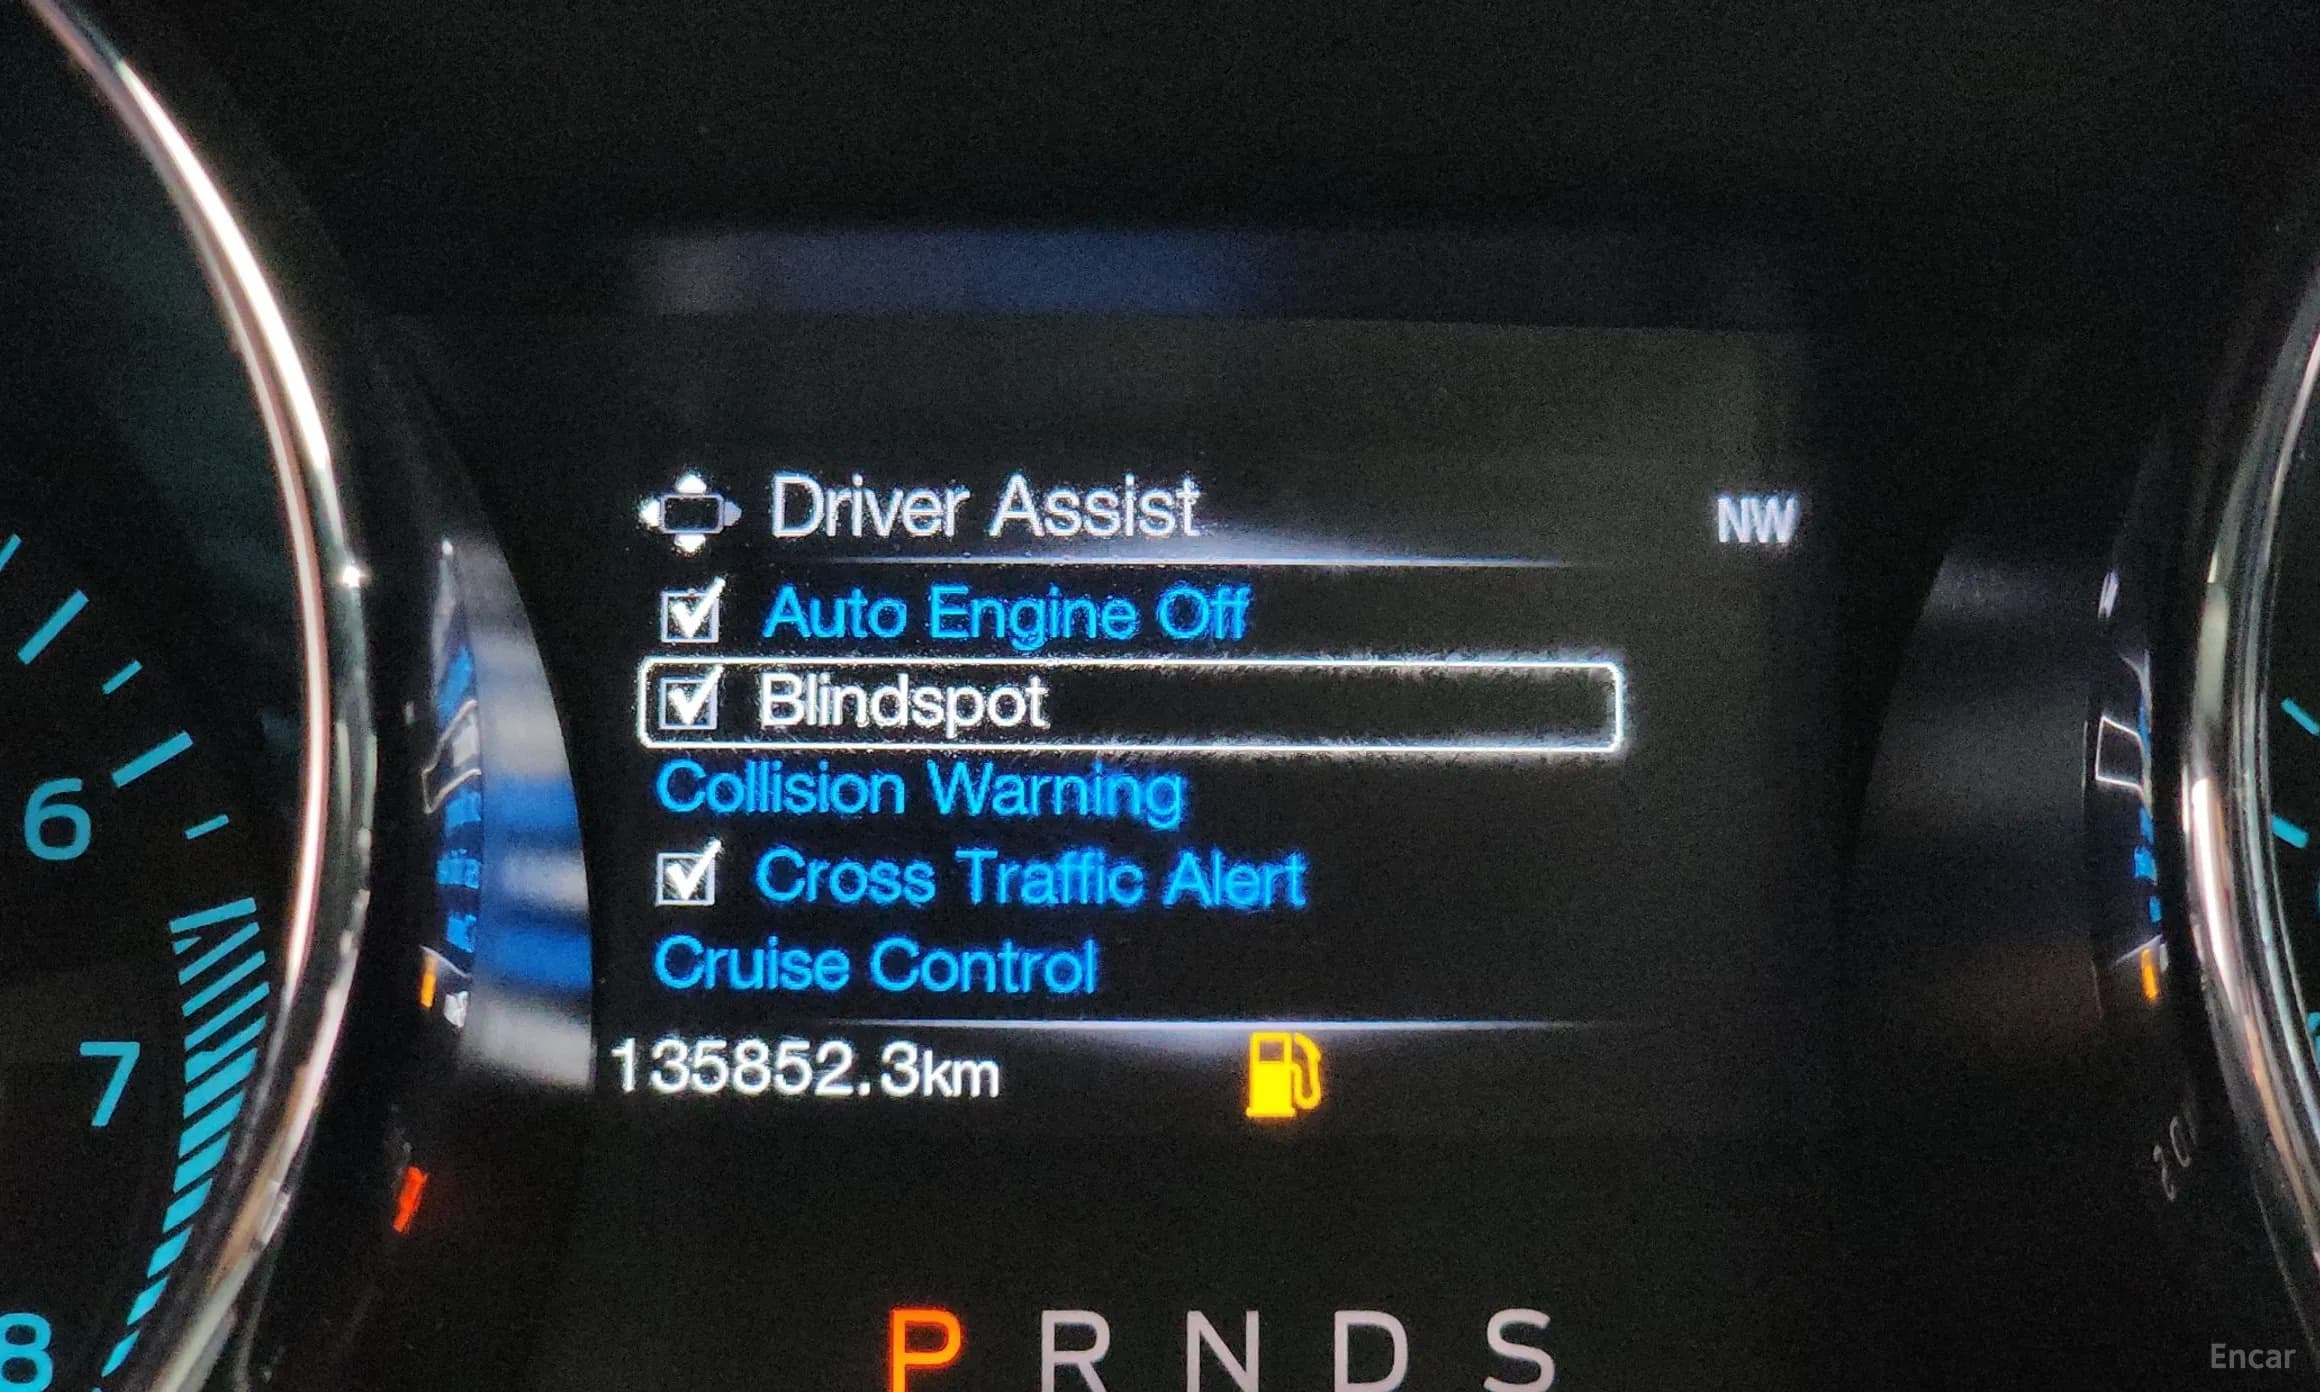 Driver Assist
NW
Auto Engine Off
Blindspot
Collision Warning
Cross Traffic Alert
Cruise Control
135852.3km
6
7
8
P R N D S
Encar